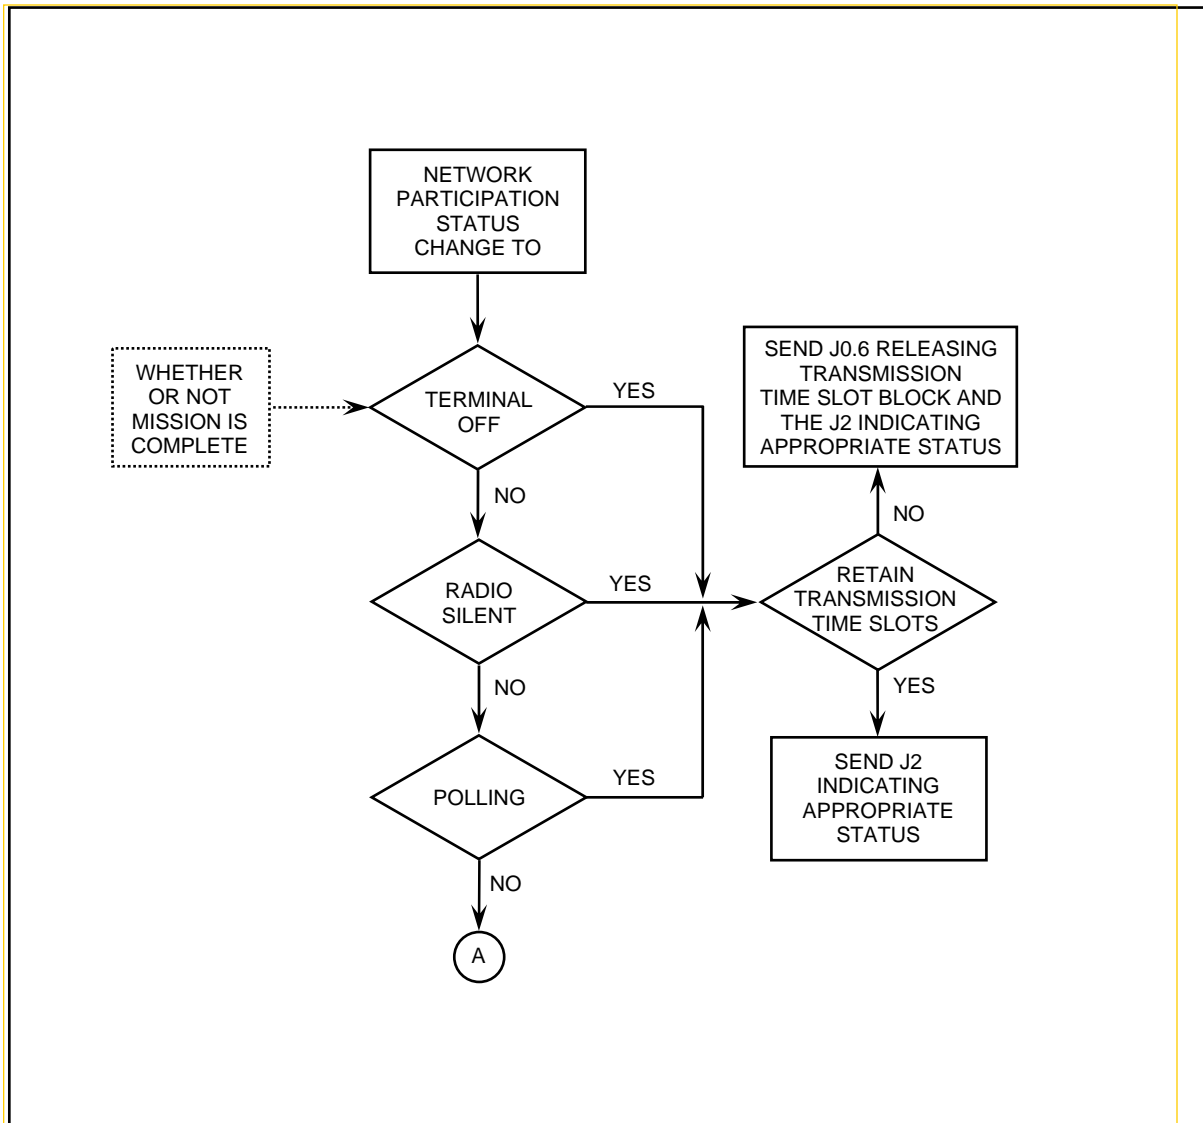 NETWORK
PARTICIPATION
STATUS
CHANGE TO
WHETHER
OR NOT
MISSION IS
COMPLETE
TERMINAL
OFF
YES
NO
SEND J0.6 RELEASING
TRANSMISSION
TIME SLOT BLOCK AND
THE J2 INDICATING
APPROPRIATE STATUS
NO
RADIO
SILENT
YES
RETAIN
TRANSMISSION
TIME SLOTS
NO
YES
POLLING
YES
SEND J2
INDICATING
APPROPRIATE
STATUS
NO
A